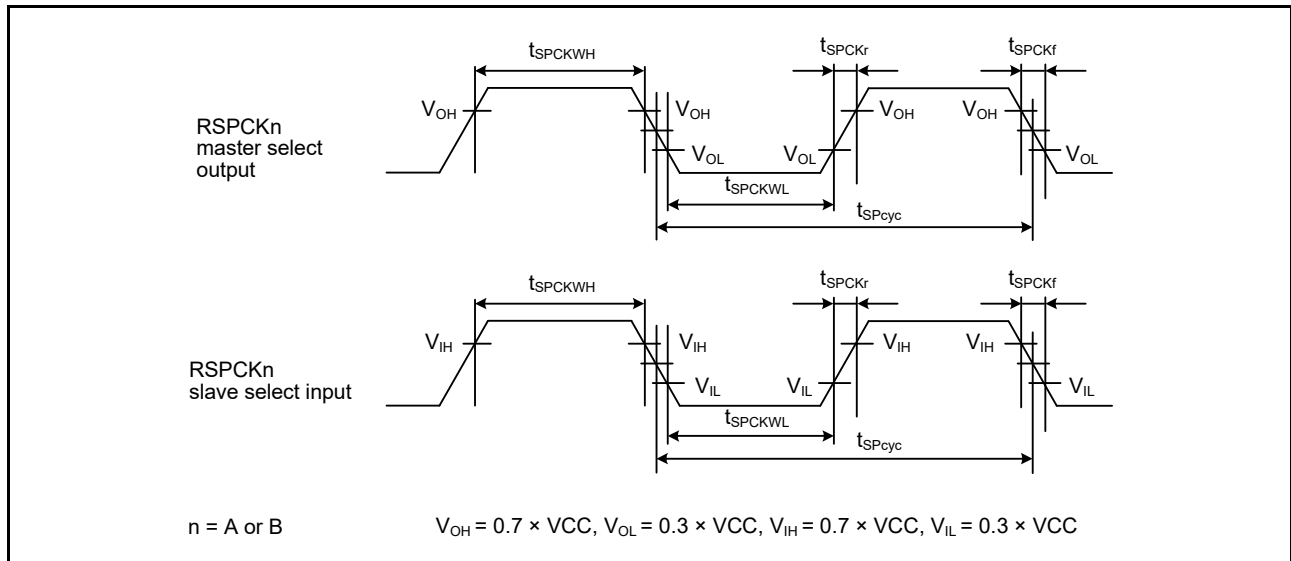 tSPCKWH tSPCKr tSPCKf
VOH VOH VOH VOH
RSPCKn
master select
output
VOL VOL VOL
tSPCKWL
tSPcyc
tSPCKWH tSPCKr tSPCKf
VIH VIH VIH VIH
RSPCKn
slave select input
VIL VIL VIL
tSPCKWL
tSPcyc
n = A or B VOH = 0.7 × VCC, VOL = 0.3 × VCC, VIH = 0.7 × VCC, VIL = 0.3 × VCC